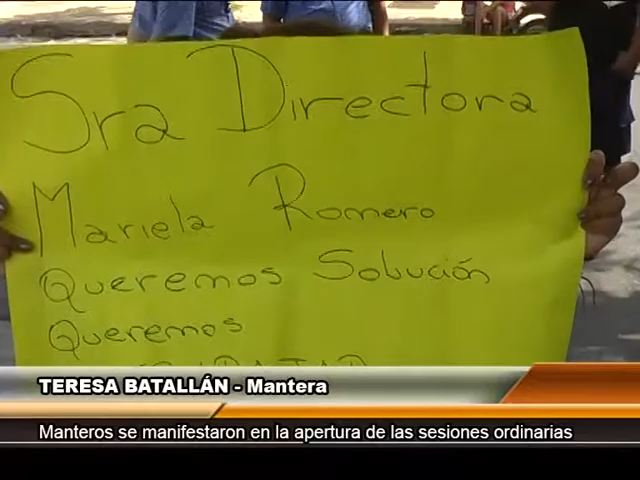 Sra Directora
Mariela Romero
Queremos Solución
Queremos
TERESA BATALLÁN - Mantera
Manteros se manifestaron en la apertura de las sesiones ordinarias